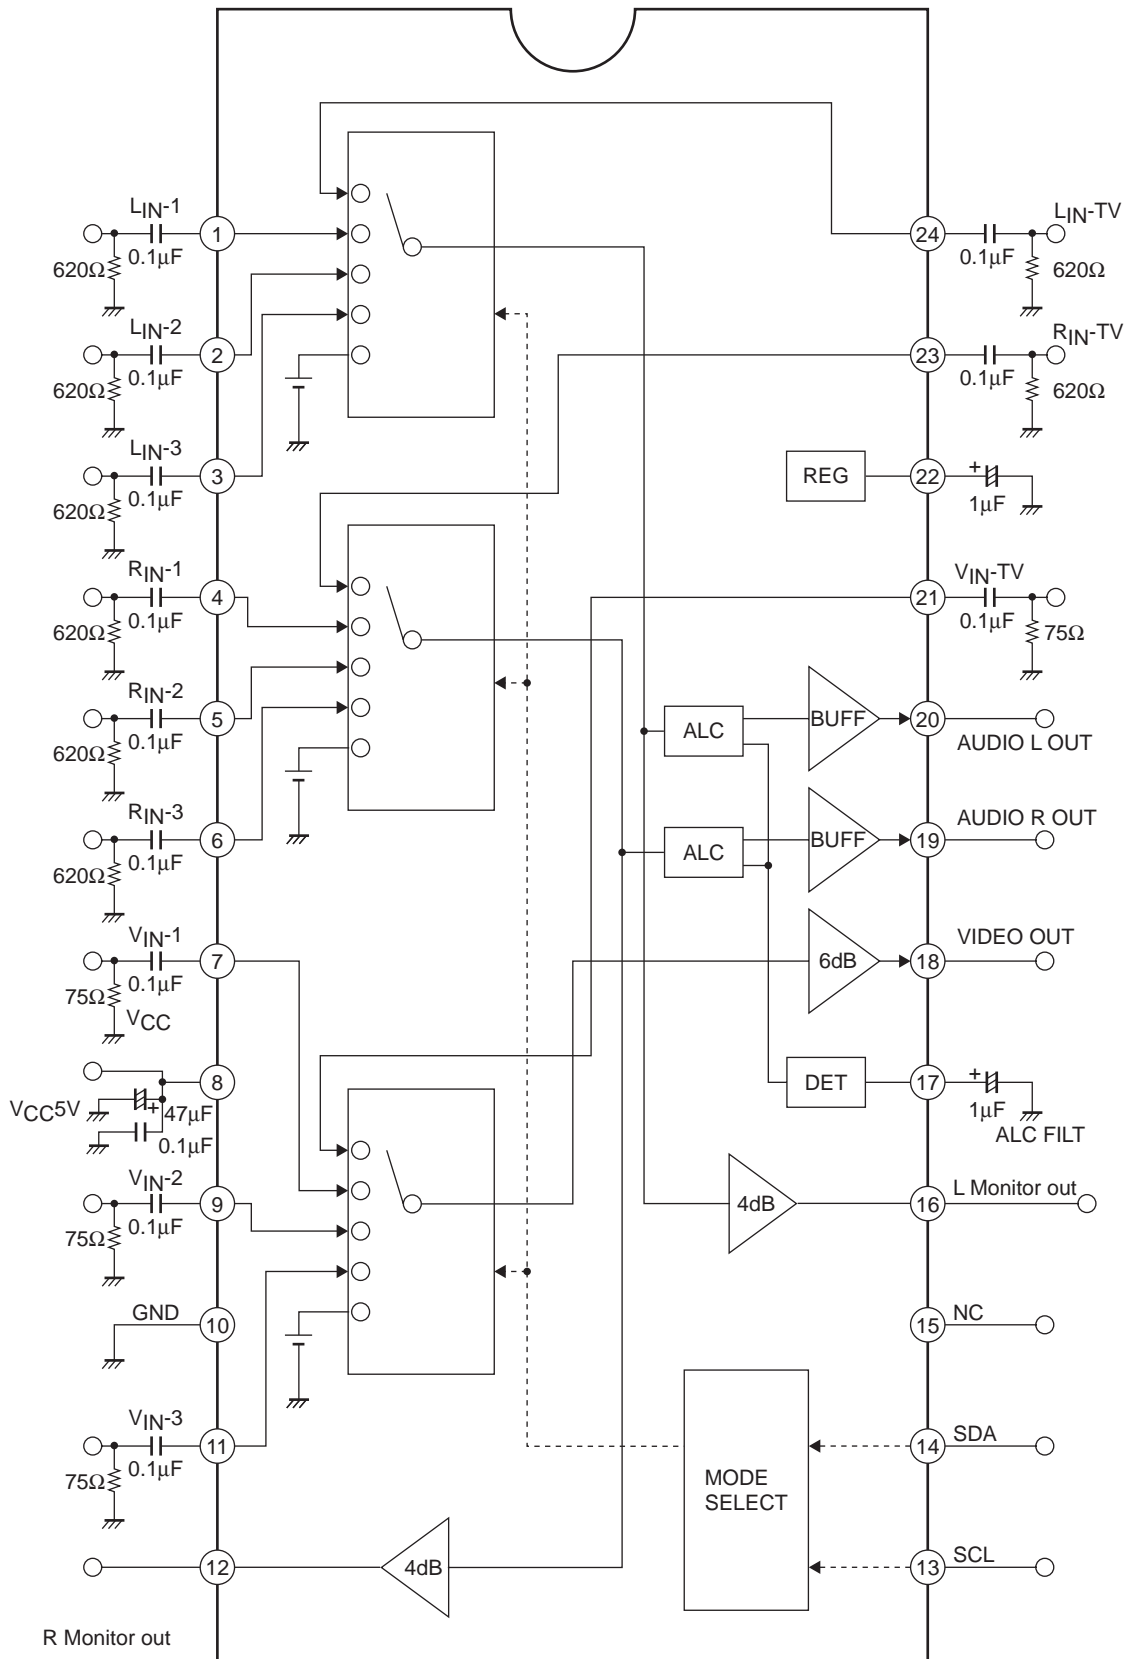 LIN-1
1
0.1µF
620Ω
24
LIN-TV
0.1µF
620Ω
LIN-2
2
0.1µF
620Ω
23
RIN-TV
0.1µF
620Ω
LIN-3
3
0.1µF
620Ω
REG
22
+
1µF
RIN-1
4
0.1µF
620Ω
21
VIN-TV
0.1µF
75Ω
RIN-2
5
0.1µF
620Ω
ALC
BUFF
20
AUDIO L OUT
RIN-3
6
0.1µF
620Ω
ALC
BUFF
19
AUDIO R OUT
VIN-1
7
0.1µF
75Ω
VCC
6dB
18
VIDEO OUT
8
VCC5V
+
47µF
0.1µF
DET
17
+
1µF
ALC FILT
VIN-2
9
0.1µF
75Ω
4dB
16
L Monitor out
GND
10
15
NC
VIN-3
11
0.1µF
75Ω
MODE
SELECT
14
SDA
12
4dB
13
SCL
R Monitor out